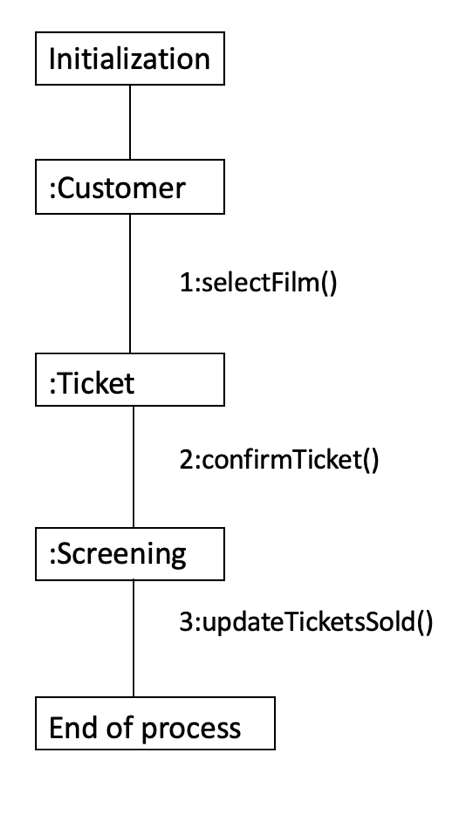 Initialization
:Customer
1:selectFilm()
:Ticket
2:confirmTicket()
:Screening
3:updateTicketsSold()
End of process